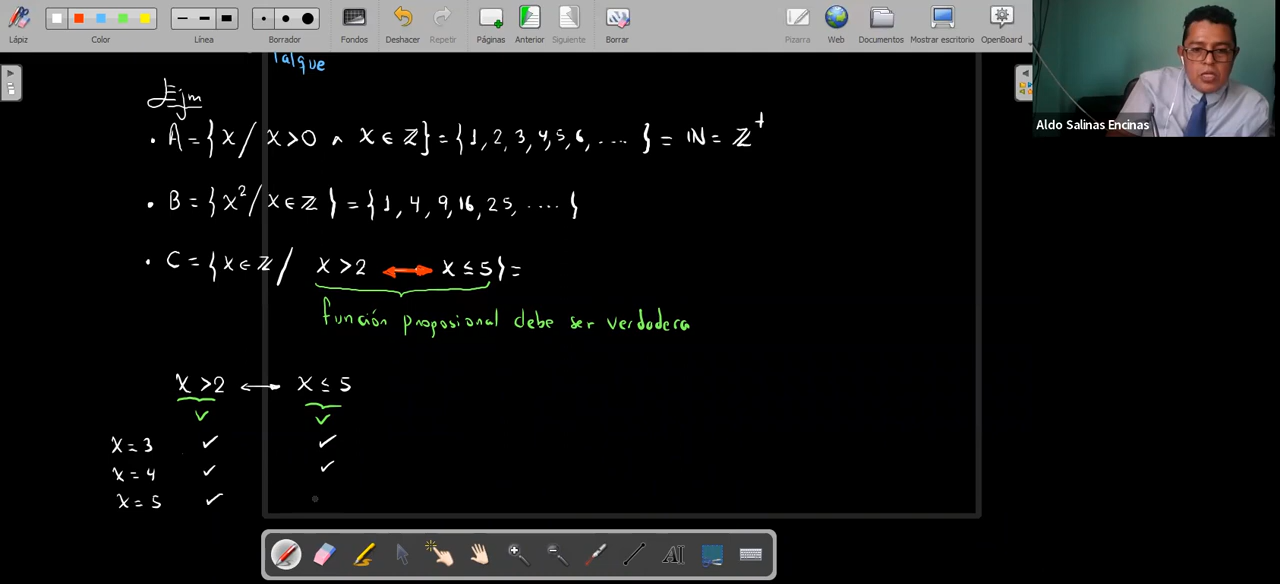 Lápiz Color Línea Borrador Fondos Deshacer Repetir Páginas Anterior Siguiente Borrar Pizarra Web Documentos Mostrar escritorio OpenBoard
Talque
Aldo Salinas Encinas
Ejm
• A = { x / x > 0 ∧ x ∈ ℤ } = { 1, 2, 3, 4, 5, 6, .... } = ℕ = ℤ⁺
• B = { x² / x ∈ ℤ } = { 1, 4, 9, 16, 25, .... }
• C = { x ∈ ℤ / x > 2 ↔ x ≤ 5 } =
función proposional debe ser verdadera
x > 2 ↔ x ≤ 5
v v
x = 3 ✓ ✓
x = 4 ✓ ✓
x = 5 ✓
AI